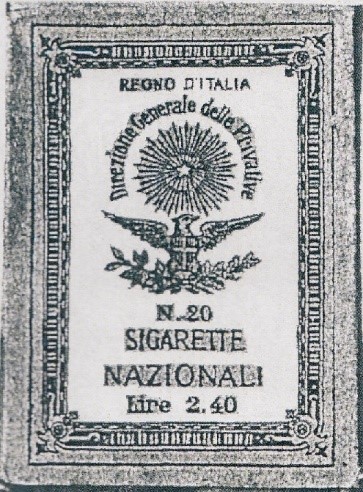 REGNO D'ITALIA
Direzione Generale delle Privative
N.20
SIGARETTE
NAZIONALI
Lire 2.40